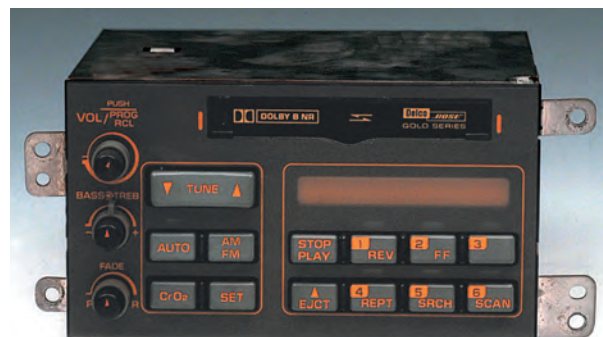 PUSH
VOL/PROG
RCL
DOLBY B NR
Delco BOSE
GOLD SERIES
BASS TREB
- +
FADE
F R
TUNE
AUTO
AM
FM
CrO2
SET
STOP
PLAY
1
REV
2
FF
3
EJCT
4
REPT
5
SRCH
6
SCAN